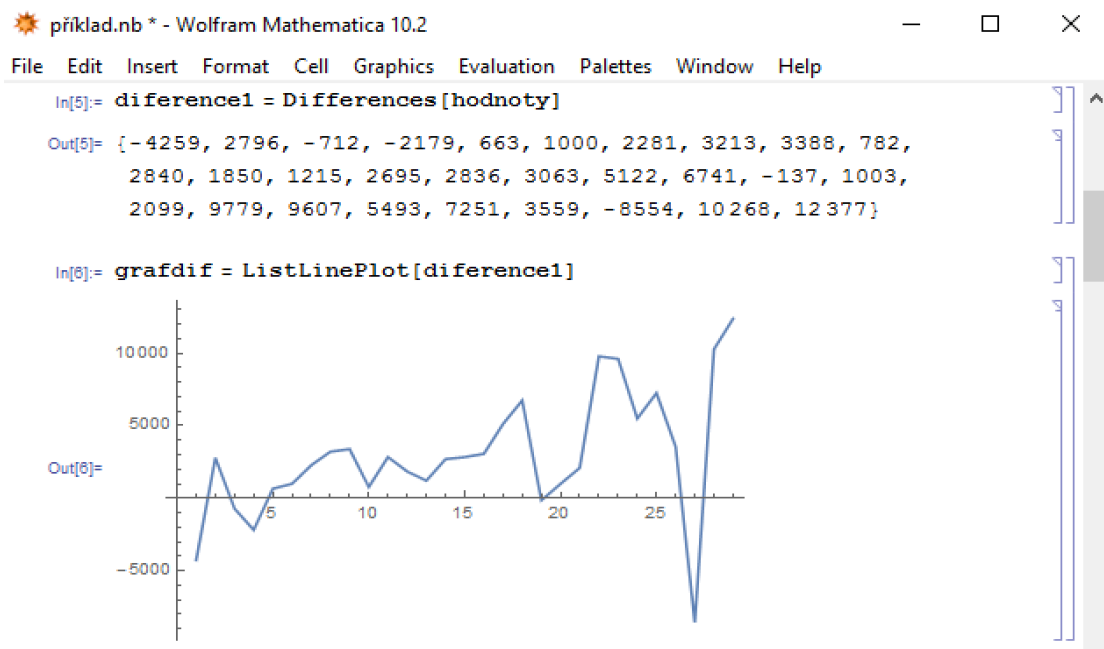 příklad.nb * - Wolfram Mathematica 10.2
File Edit Insert Format Cell Graphics Evaluation Palettes Window Help
In[5]:= diference1 = Differences[hodnoty]
Out[5]= {-4259, 2796, -712, -2179, 663, 1000, 2281, 3213, 3388, 782,
2840, 1850, 1215, 2695, 2836, 3063, 5122, 6741, -137, 1003,
2099, 9779, 9607, 5493, 7251, 3559, -8554, 10268, 12377}
In[6]:= grafdif = ListLinePlot[diference1]
10000
5000
Out[6]=
5 10 15 20 25
-5000